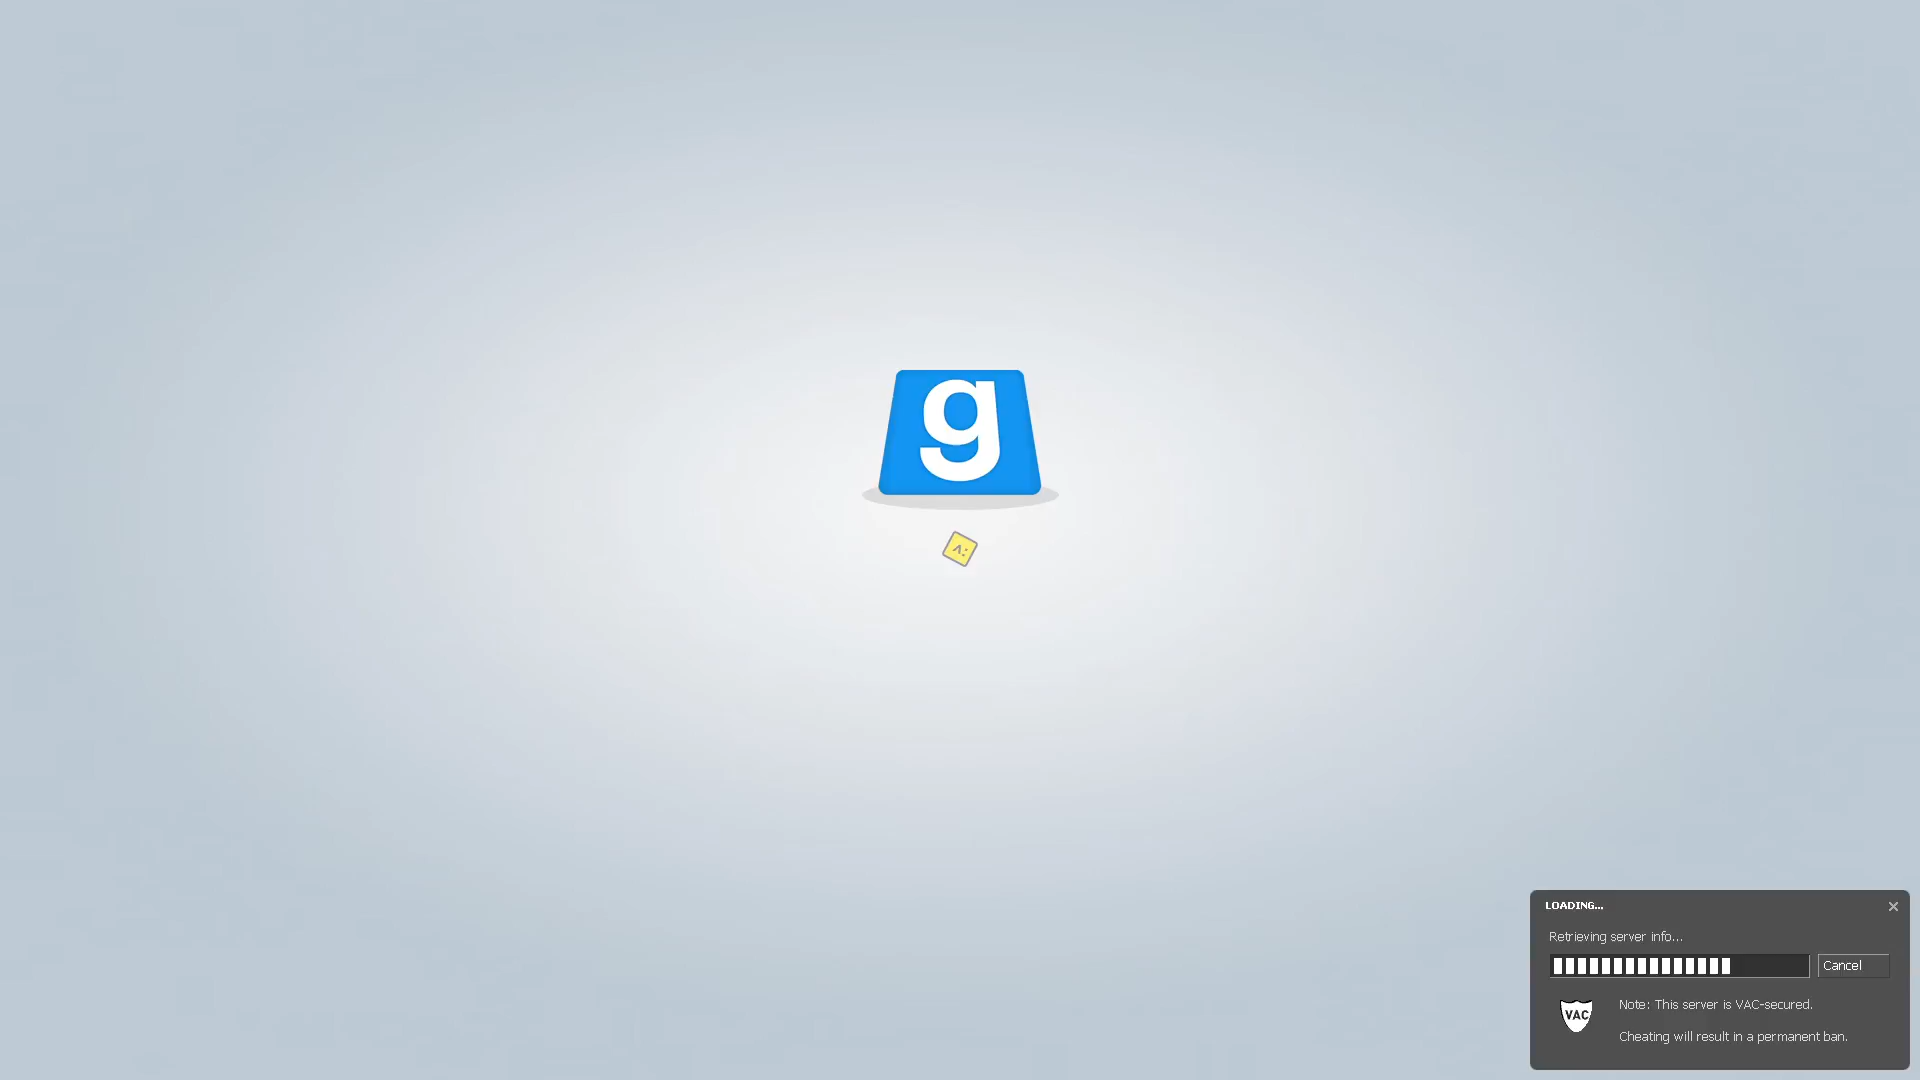 g
LOADING...
Retrieving server info...
Cancel
VAC
Note: This server is VAC-secured.
Cheating will result in a permanent ban.